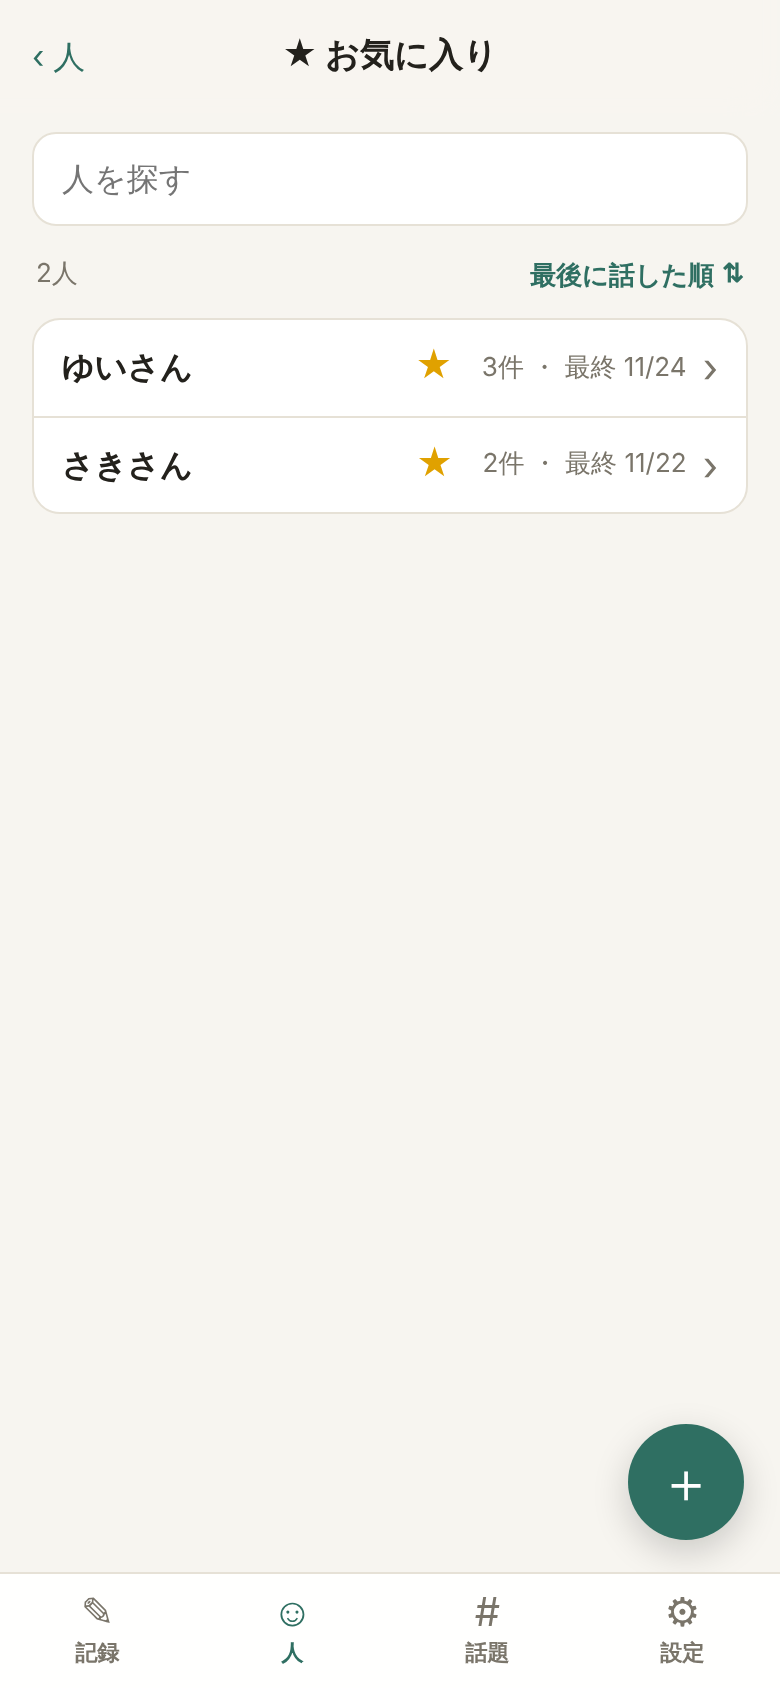 ‹ 人
★ お気に入り
人を探す
2人
最後に話した順 ⇅
ゆいさん ★ 3件 ・ 最終 11/24 ›
さきさん ★ 2件 ・ 最終 11/22 ›
+
✎ ☺ # ⚙
記録 人 話題 設定